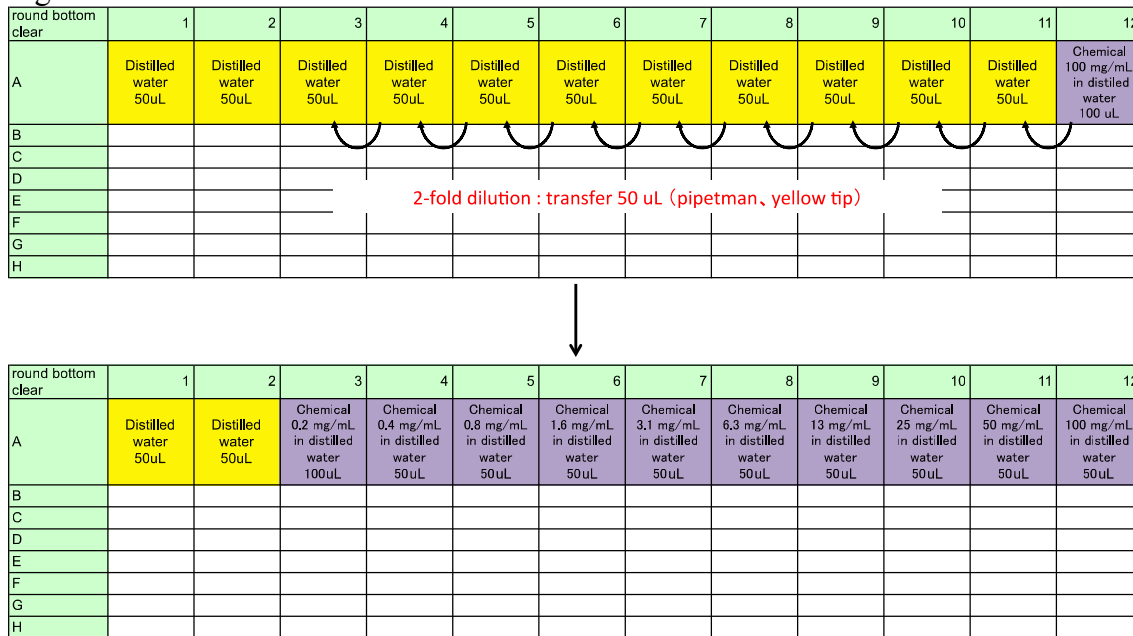 round bottom
clear
1
2
3
4
5
6
7
8
9
10
11
12
A
Distilled
water
50uL
Distilled
water
50uL
Distilled
water
50uL
Distilled
water
50uL
Distilled
water
50uL
Distilled
water
50uL
Distilled
water
50uL
Distilled
water
50uL
Distilled
water
50uL
Distilled
water
50uL
Distilled
water
50uL
Chemical
100 mg/mL
in distiled
water
100 uL
B
C
D
E
F
G
H
2-fold dilution : transfer 50 uL (pipetman、yellow tip)
round bottom
clear
1
2
3
4
5
6
7
8
9
10
11
12
A
Distilled
water
50uL
Distilled
water
50uL
Chemical
0.2 mg/mL
in distilled
water
100uL
Chemical
0.4 mg/mL
in distilled
water
50uL
Chemical
0.8 mg/mL
in distilled
water
50uL
Chemical
1.6 mg/mL
in distilled
water
50uL
Chemical
3.1 mg/mL
in distilled
water
50uL
Chemical
6.3 mg/mL
in distilled
water
50uL
Chemical
13 mg/mL
in distilled
water
50uL
Chemical
25 mg/mL
in distilled
water
50uL
Chemical
50 mg/mL
in distilled
water
50uL
Chemical
100 mg/mL
in distilled
water
50uL
B
C
D
E
F
G
H